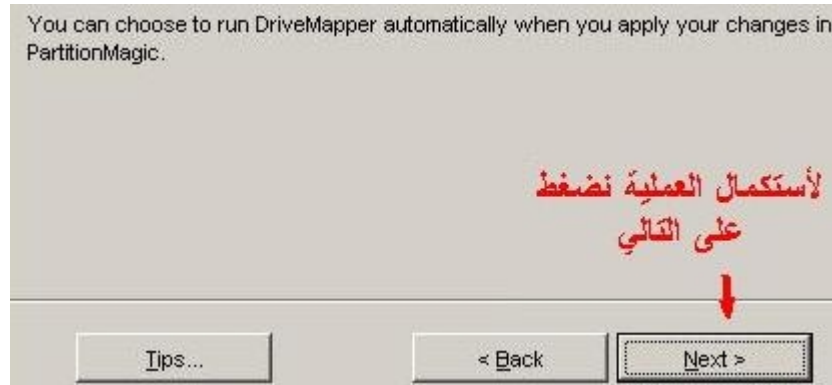 You can choose to run DriveMapper automatically when you apply your changes in
PartitionMagic.
لأستكمال العملية نضغط
على التالي
Tips...
< Back
Next >